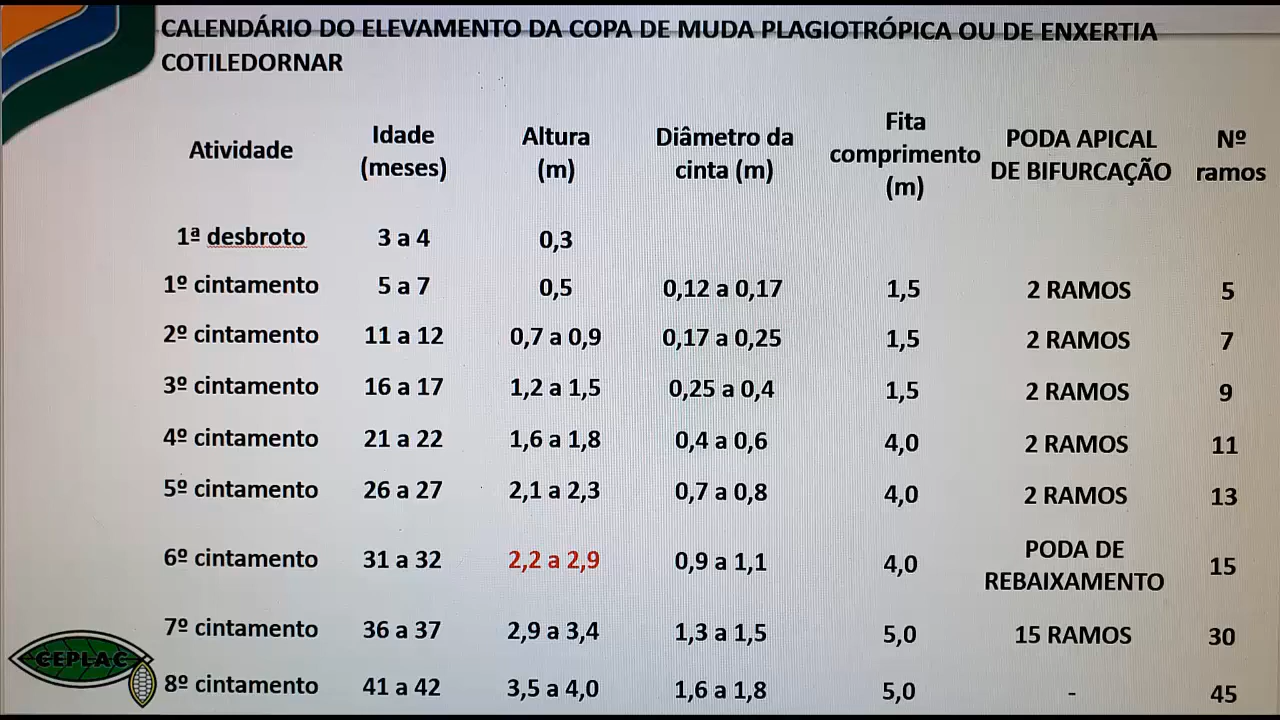 CALENDÁRIO DO ELEVAMENTO DA COPA DE MUDA PLAGIOTRÓPICA OU DE ENXERTIA
COTILEDORNAR
Atividade Idade (meses) Altura (m) Diâmetro da cinta (m) Fita comprimento (m) PODA APICAL DE BIFURCAÇÃO Nº ramos
1ª desbroto 3 a 4 0,3
1º cintamento 5 a 7 0,5 0,12 a 0,17 1,5 2 RAMOS 5
2º cintamento 11 a 12 0,7 a 0,9 0,17 a 0,25 1,5 2 RAMOS 7
3º cintamento 16 a 17 1,2 a 1,5 0,25 a 0,4 1,5 2 RAMOS 9
4º cintamento 21 a 22 1,6 a 1,8 0,4 a 0,6 4,0 2 RAMOS 11
5º cintamento 26 a 27 2,1 a 2,3 0,7 a 0,8 4,0 2 RAMOS 13
6º cintamento 31 a 32 2,2 a 2,9 0,9 a 1,1 4,0 PODA DE REBAIXAMENTO 15
7º cintamento 36 a 37 2,9 a 3,4 1,3 a 1,5 5,0 15 RAMOS 30
8º cintamento 41 a 42 3,5 a 4,0 1,6 a 1,8 5,0 - 45
CEPLAC